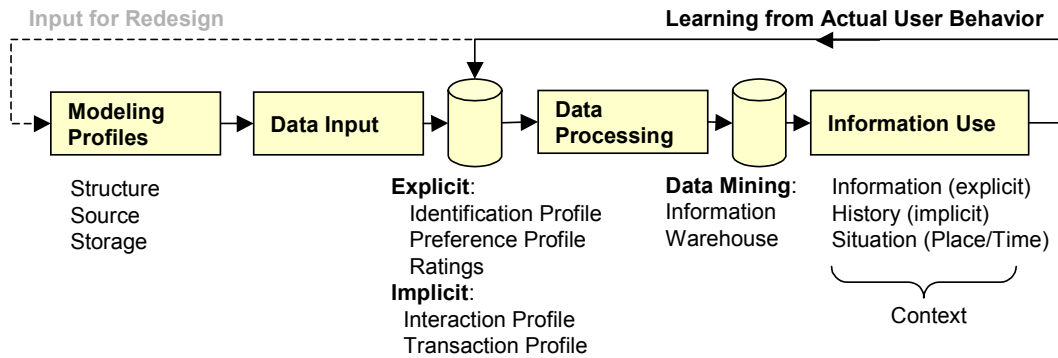 Input for Redesign
Learning from Actual User Behavior
Modeling
Profiles
Data Input
Data
Processing
Information Use
Structure
Source
Storage
Explicit:
Identification Profile
Preference Profile
Ratings
Implicit:
Interaction Profile
Transaction Profile
Data Mining:
Information
Warehouse
Information (explicit)
History (implicit)
Situation (Place/Time)
Context